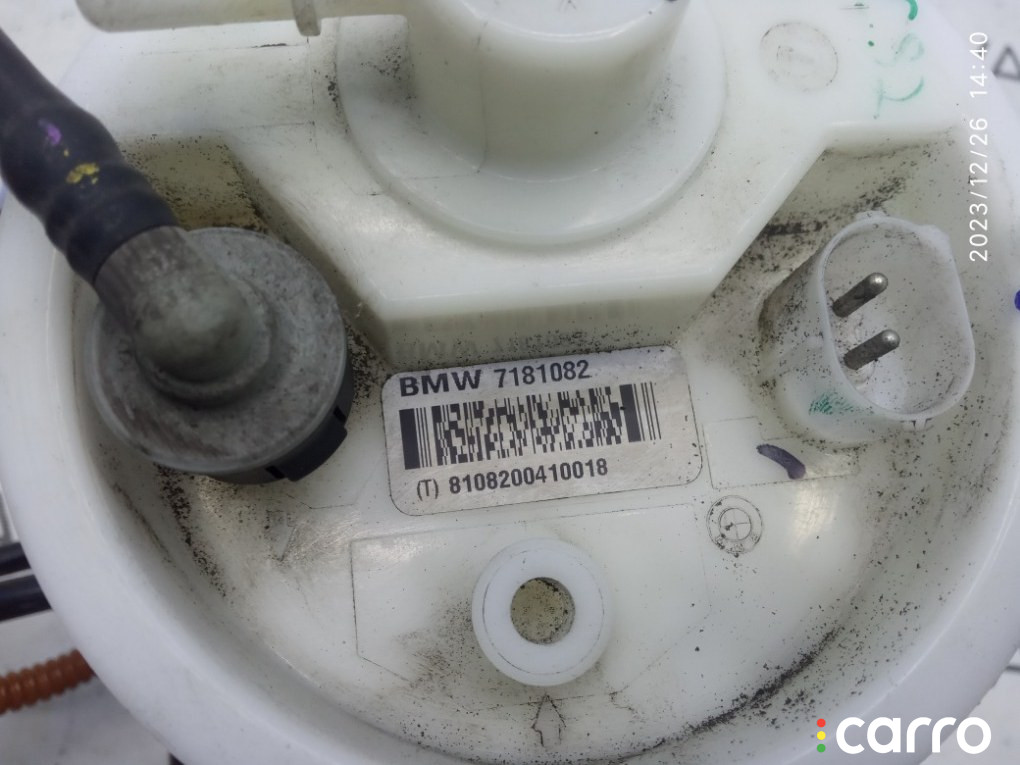 BMW 7181082
(T) 8108200410018
2023/12/26 14:40
carro